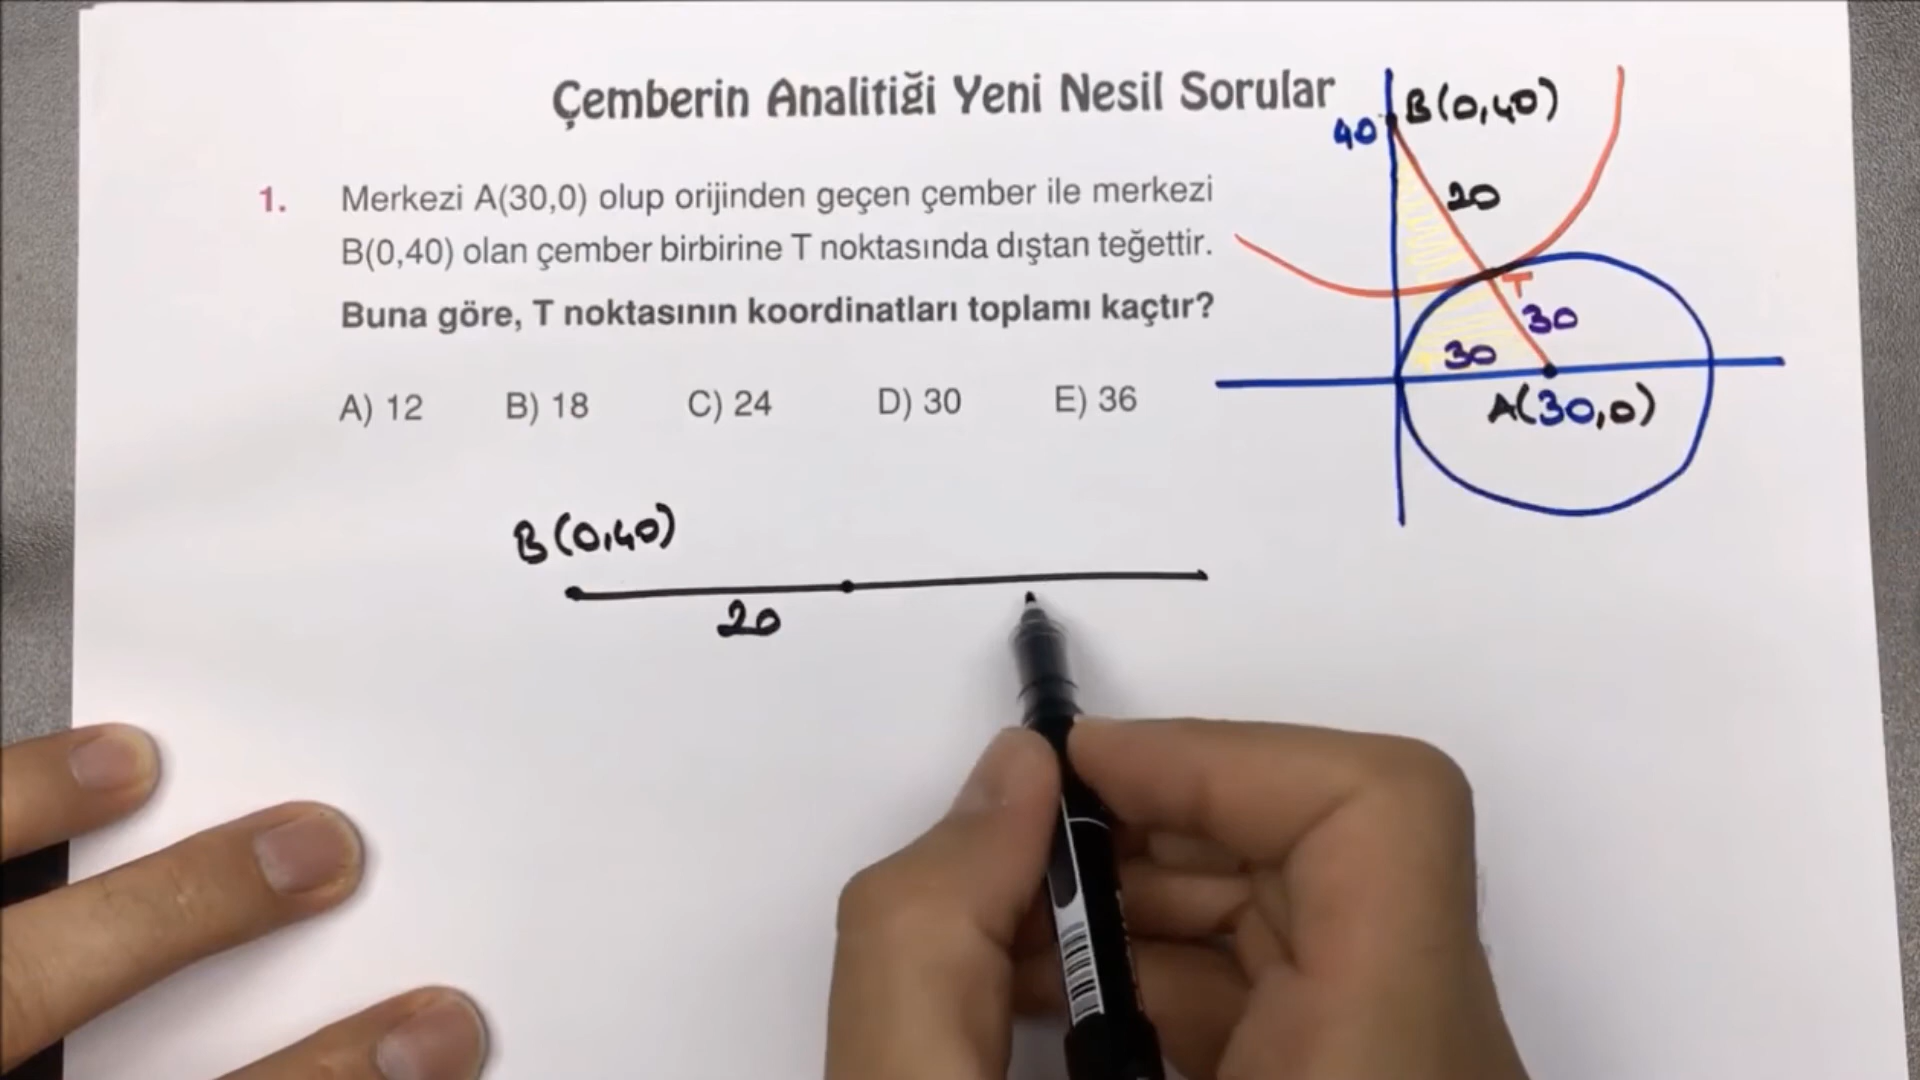 Çemberin Analitiği Yeni Nesil Sorular
1. Merkezi A(30,0) olup orijinden geçen çember ile merkezi
B(0,40) olan çember birbirine T noktasında dıştan teğettir.
Buna göre, T noktasının koordinatları toplamı kaçtır?
A) 12 B) 18 C) 24 D) 30 E) 36
B(0,40)
40
20
T
30
30
A(30,0)
B(0,40)
20